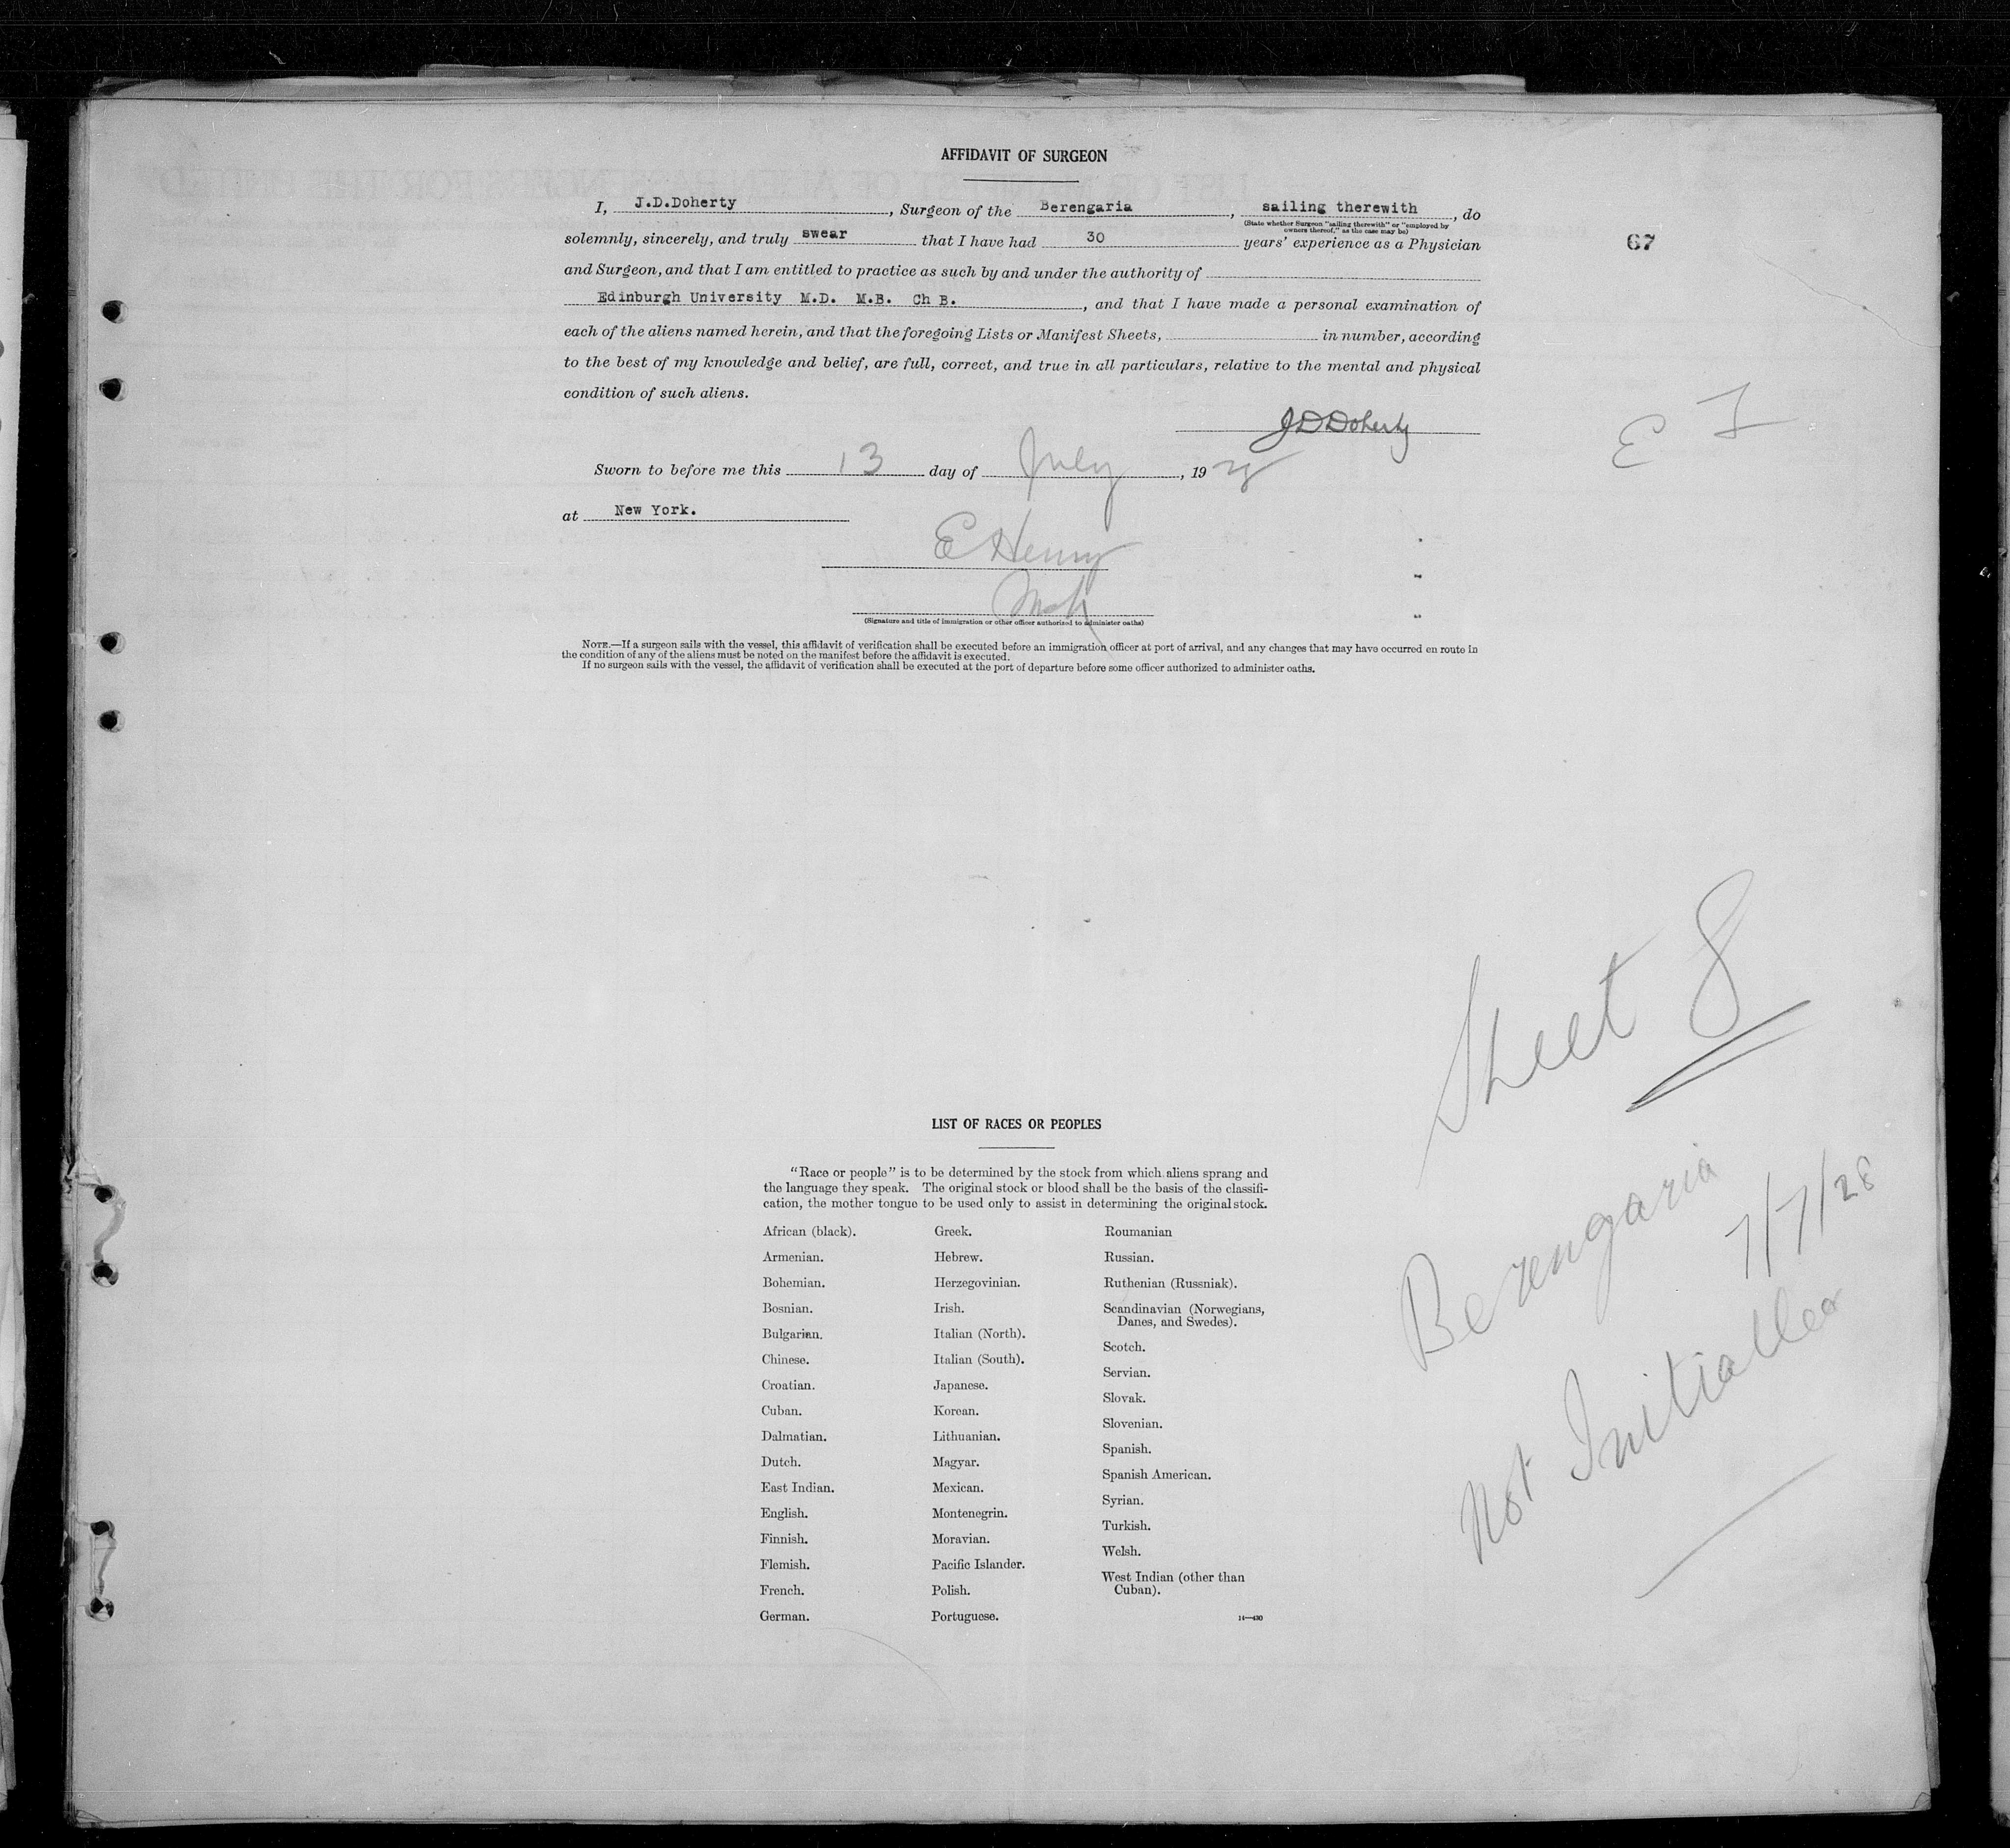 AFFIDAVIT OF SURGEON
I, J.D.Doherty, Surgeon of the Berengaria, sailing therewith, do
(State whether Surgeon "sailing therewith" or "employed by
owners thereof," as the case may be)
solemnly, sincerely, and truly swear that I have had 30 years' experience as a Physician
67
and Surgeon, and that I am entitled to practice as such by and under the authority of
Edinburgh University M.D. M.B. Ch B., and that I have made a personal examination of
each of the aliens named herein, and that the foregoing Lists or Manifest Sheets, in number, according
to the best of my knowledge and belief, are full, correct, and true in all particulars, relative to the mental and physical
condition of such aliens.
JDDoherty
Sworn to before me this 13 day of July, 19
at New York.
E Henry
(Signature and title of immigration or other officer authorized to administer oaths)
NOTE.—If a surgeon sails with the vessel, this affidavit of verification shall be executed before an immigration officer at port of arrival, and any changes that may have occurred en route in
the condition of any of the aliens must be noted on the manifest before the affidavit is executed.
If no surgeon sails with the vessel, the affidavit of verification shall be executed at the port of departure before some officer authorized to administer oaths.
Sheet 8
Berengaria
7/7/28
Not Initialled
LIST OF RACES OR PEOPLES
"Race or people" is to be determined by the stock from which aliens sprang and
the language they speak. The original stock or blood shall be the basis of the classifi-
cation, the mother tongue to be used only to assist in determining the original stock.
African (black).
Armenian.
Bohemian.
Bosnian.
Bulgarian.
Chinese.
Croatian.
Cuban.
Dalmatian.
Dutch.
East Indian.
English.
Finnish.
Flemish.
French.
German.
Greek.
Hebrew.
Herzegovinian.
Irish.
Italian (North).
Italian (South).
Japanese.
Korean.
Lithuanian.
Magyar.
Mexican.
Montenegrin.
Moravian.
Pacific Islander.
Polish.
Portuguese.
Roumanian
Russian.
Ruthenian (Russniak).
Scandinavian (Norwegians,
Danes, and Swedes).
Scotch.
Servian.
Slovak.
Slovenian.
Spanish.
Spanish American.
Syrian.
Turkish.
Welsh.
West Indian (other than
Cuban).
14—430